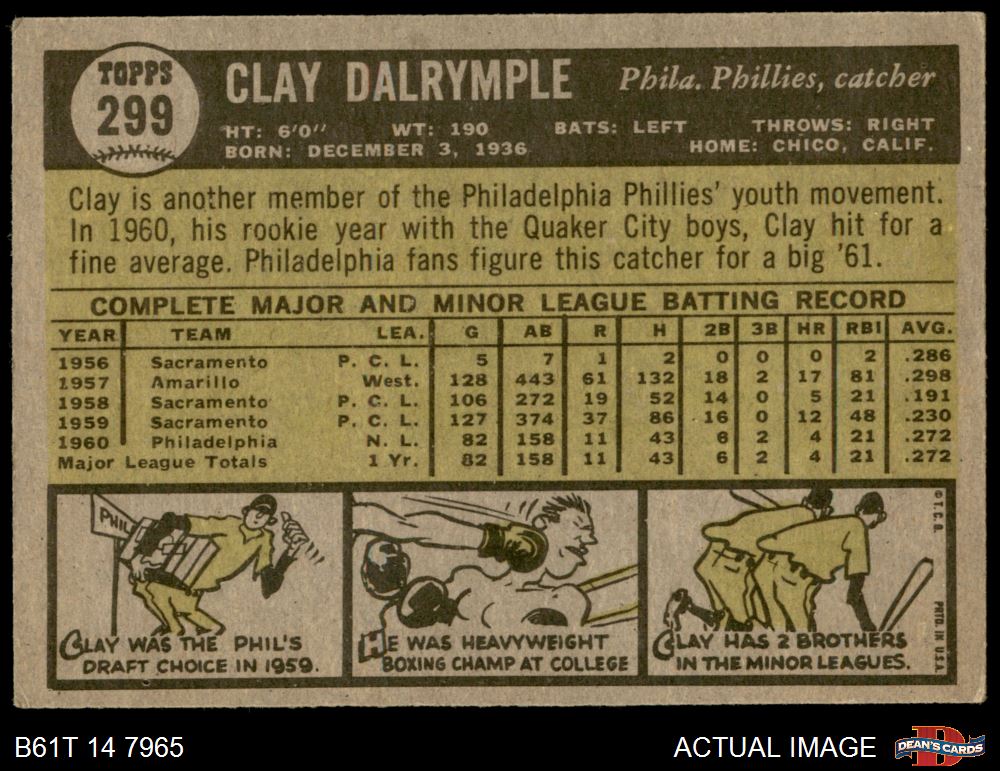 TOPPS
299
CLAY DALRYMPLE
Phila. Phillies, catcher
HT: 6'0" WT: 190 BATS: LEFT THROWS: RIGHT
BORN: DECEMBER 3, 1936 HOME: CHICO, CALIF.
Clay is another member of the Philadelphia Phillies' youth movement.
In 1960, his rookie year with the Quaker City boys, Clay hit for a
fine average. Philadelphia fans figure this catcher for a big '61.
COMPLETE MAJOR AND MINOR LEAGUE BATTING RECORD
YEAR TEAM LEA. G AB R H 2B 3B HR RBI AVG.
1956 Sacramento P. C. L. 5 7 1 2 0 0 0 2 .286
1957 Amarillo West. 128 443 61 132 18 2 17 81 .298
1958 Sacramento P. C. L. 106 272 19 52 14 0 5 21 .191
1959 Sacramento P. C. L. 127 374 37 86 16 0 12 48 .230
1960 Philadelphia N. L. 82 158 11 43 6 2 4 21 .272
Major League Totals 1 Yr. 82 158 11 43 6 2 4 21 .272
PHIL
CLAY WAS THE PHIL'S
DRAFT CHOICE IN 1959.
HE WAS HEAVYWEIGHT
BOXING CHAMP AT COLLEGE
CLAY HAS 2 BROTHERS
IN THE MINOR LEAGUES.
© T. C. G. PRTD. IN U.S.A.
B61T 14 7965
ACTUAL IMAGE
D
DEAN'S CARDS